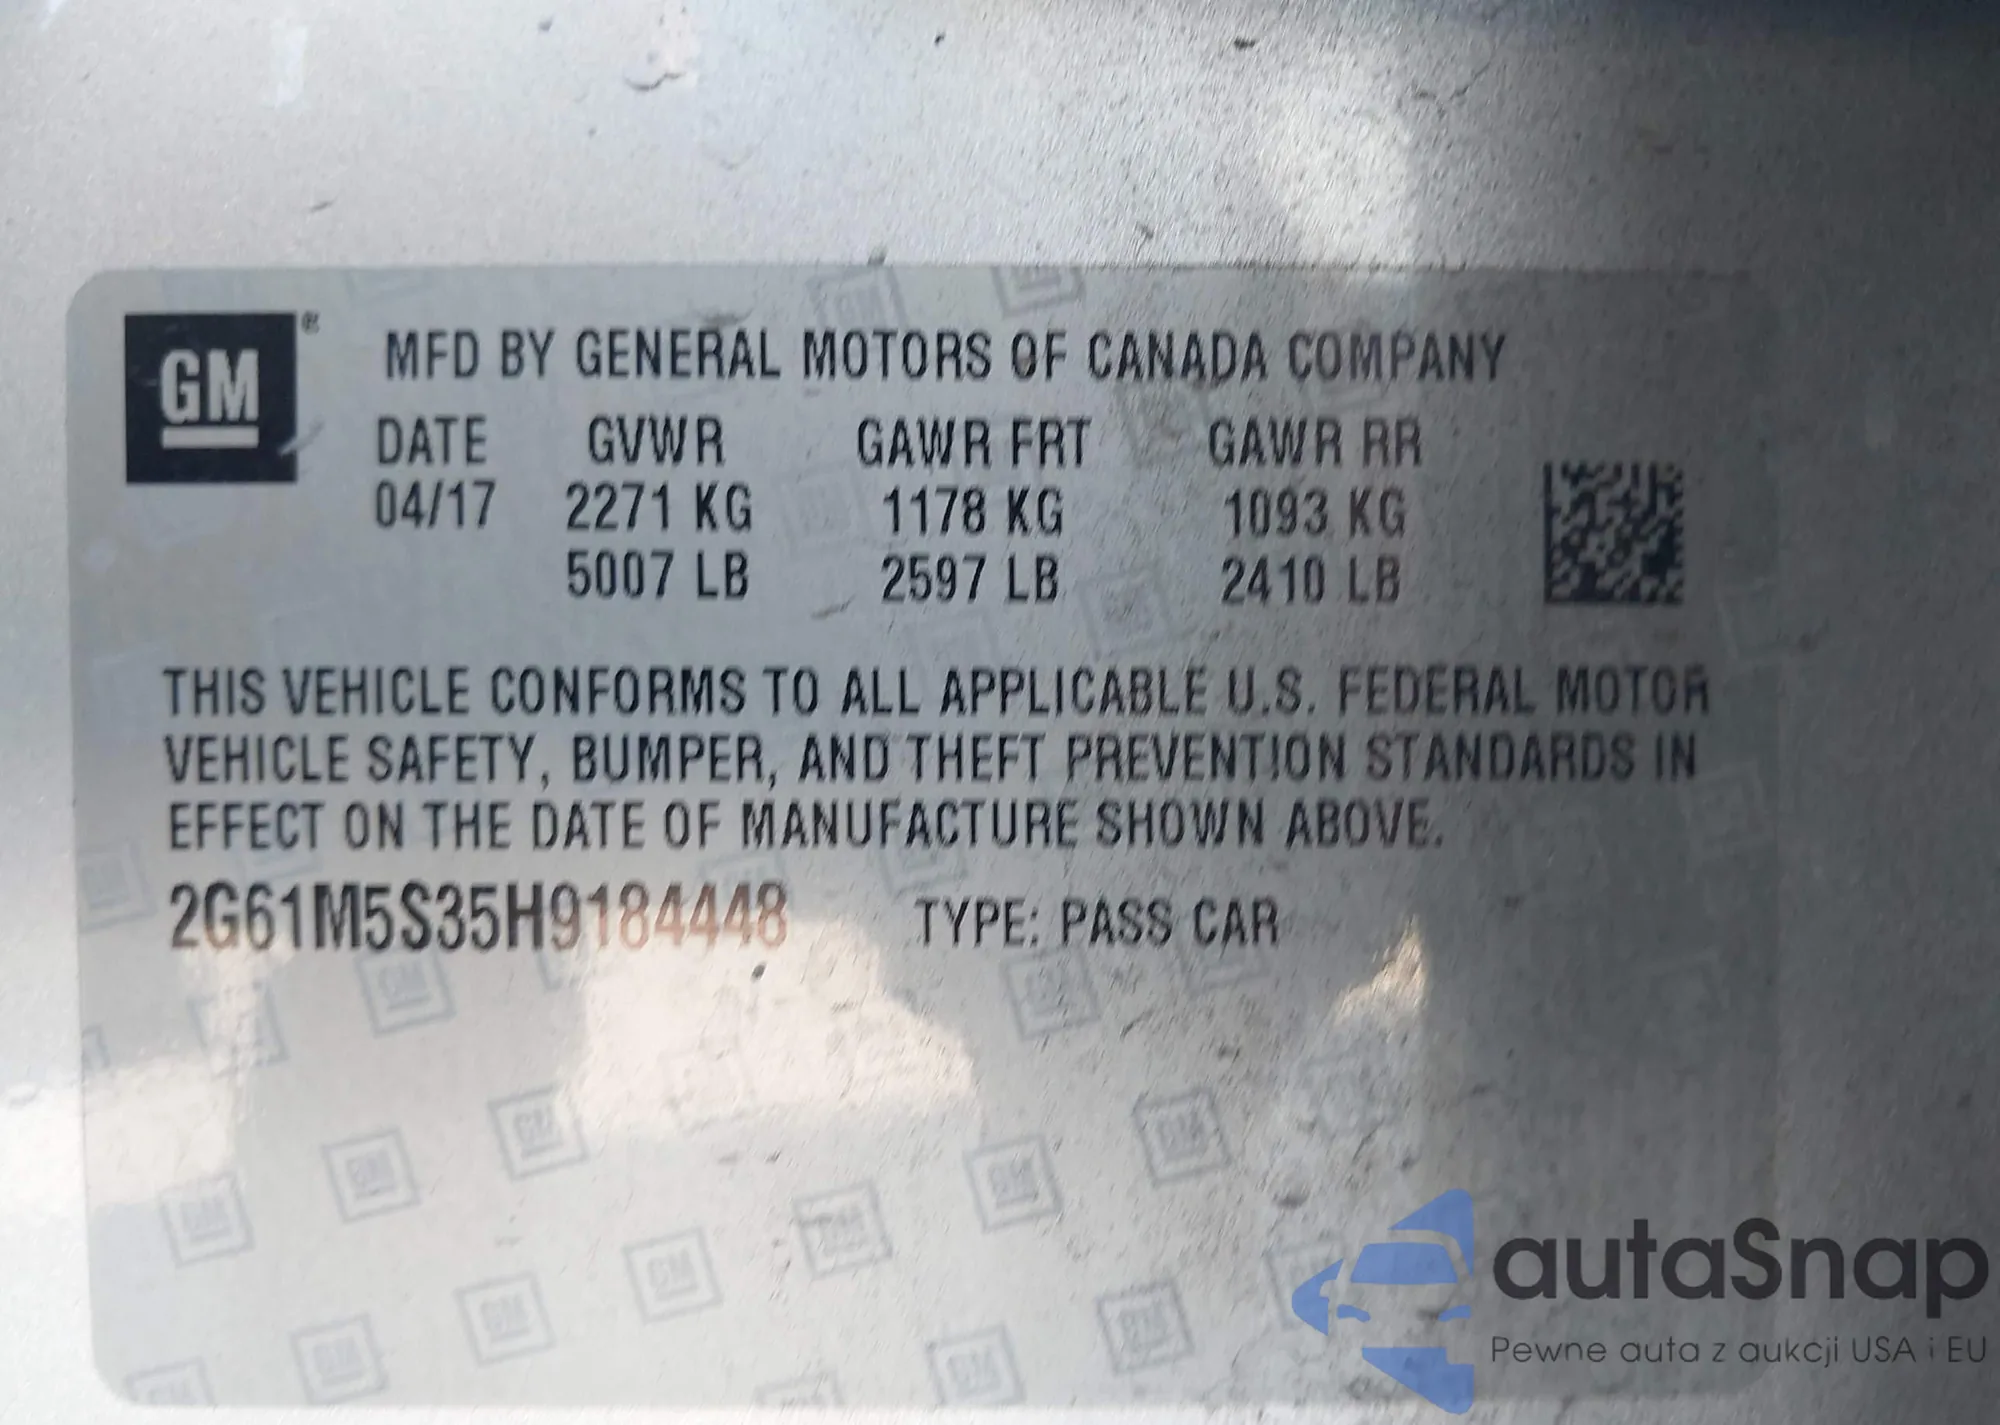 GM ®
MFD BY GENERAL MOTORS OF CANADA COMPANY
DATE GVWR GAWR FRT GAWR RR
04/17 2271 KG 1178 KG 1093 KG
5007 LB 2597 LB 2410 LB
THIS VEHICLE CONFORMS TO ALL APPLICABLE U.S. FEDERAL MOTOR
VEHICLE SAFETY, BUMPER, AND THEFT PREVENTION STANDARDS IN
EFFECT ON THE DATE OF MANUFACTURE SHOWN ABOVE.
2G61M5S35H9184448 TYPE: PASS CAR
autaSnap
Pewne auta z aukcji USA i EU